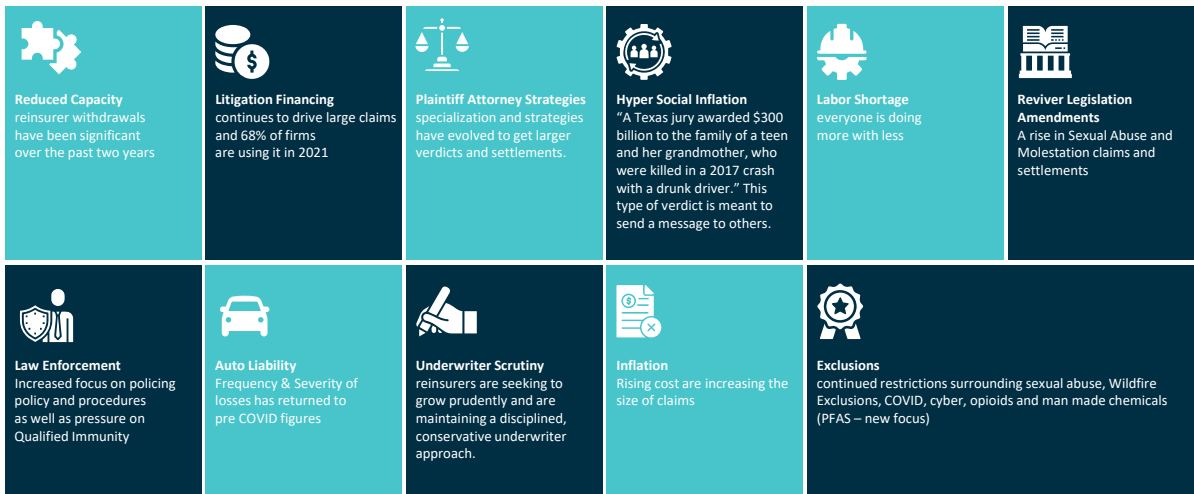 Reduced Capacity
reinsurer withdrawals
have been significant
over the past two years
Litigation Financing
continues to drive large claims
and 68% of firms
are using it in 2021
Plaintiff Attorney Strategies
specialization and strategies
have evolved to get larger
verdicts and settlements.
Hyper Social Inflation
“A Texas jury awarded $300
billion to the family of a teen
and her grandmother, who
were killed in a 2017 crash
with a drunk driver.” This
type of verdict is meant to
send a message to others.
Labor Shortage
everyone is doing
more with less
Reviver Legislation
Amendments
A rise in Sexual Abuse and
Molestation claims and
settlements
Law Enforcement
Increased focus on policing
policy and procedures
as well as pressure on
Qualified Immunity
Auto Liability
Frequency & Severity of
losses has returned to
pre COVID figures
Underwriter Scrutiny
reinsurers are seeking to
grow prudently and are
maintaining a disciplined,
conservative underwriter
approach.
Inflation
Rising cost are increasing the
size of claims
Exclusions
continued restrictions surrounding sexual abuse, Wildfire
Exclusions, COVID, cyber, opioids and man made chemicals
(PFAS – new focus)